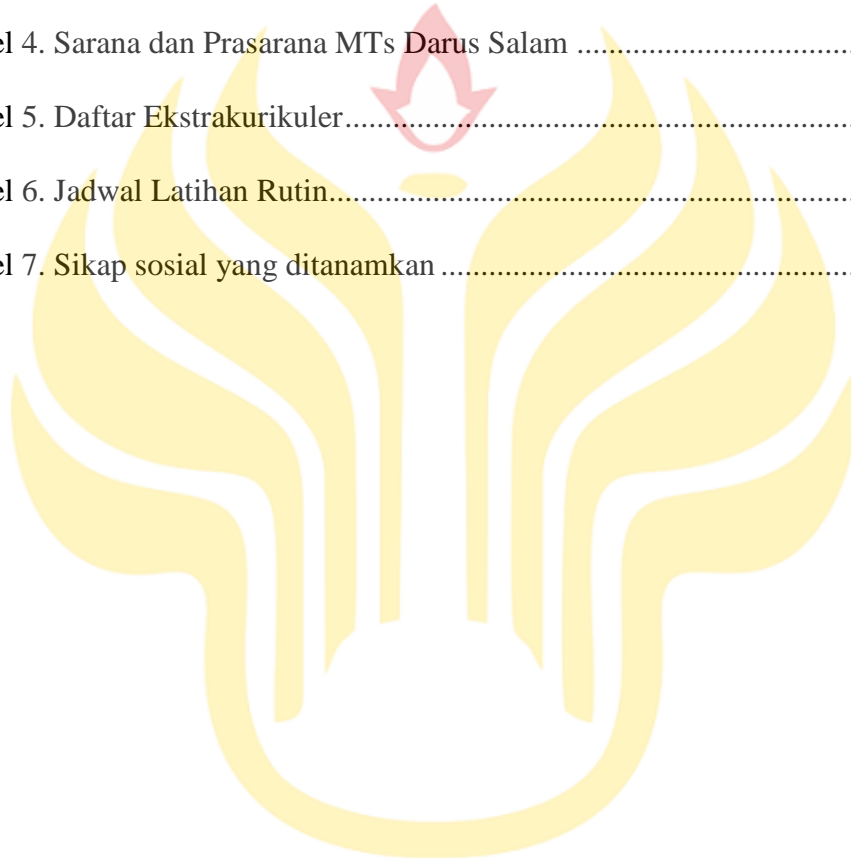 el 4. Sarana dan Prasarana MTs Darus Salam ....................................
el 5. Daftar Ekstrakurikuler...............................................................
el 6. Jadwal Latihan Rutin.................................................................
el 7. Sikap sosial yang ditanamkan ...................................................